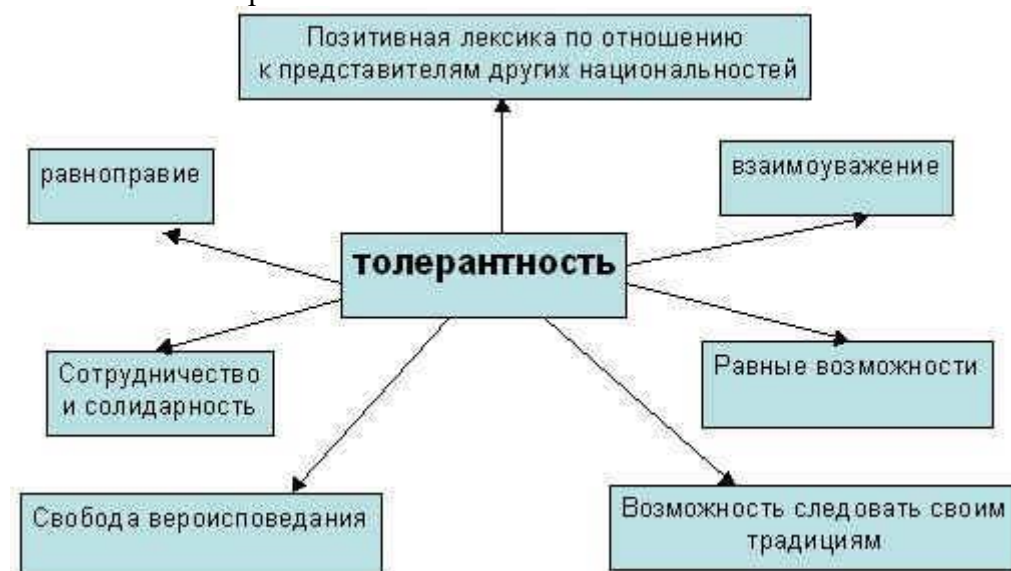 Позитивная лексика по отношению
к представителям других национальностей
равноправие
взаимоуважение
толерантность
Сотрудничество
и солидарность
Равные возможности
Свобода вероисповедания
Возможность следовать своим
традициям